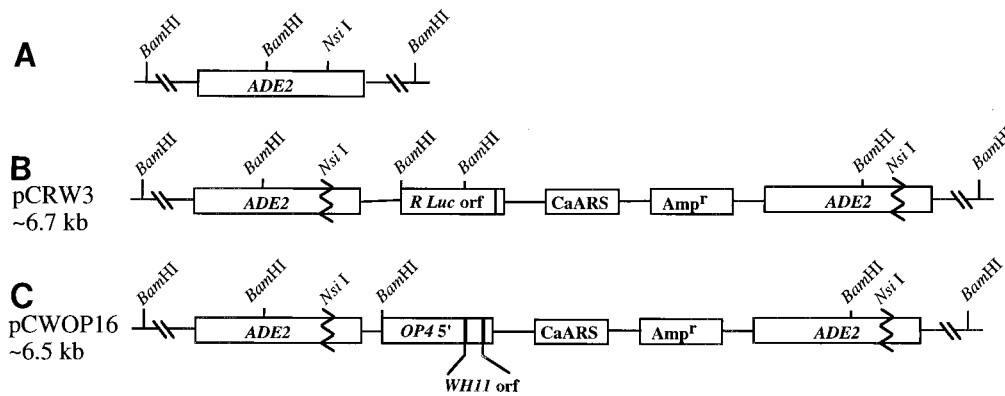 A
BamHI
BamHI
Nsi I
BamHI
ADE2
B
pCRW3
~6.7 kb
BamHI
BamHI
Nsi I
BamHI
BamHI
BamHI
Nsi I
BamHI
ADE2
R Luc orf
CaARS
Ampr
ADE2
C
pCWOP16
~6.5 kb
BamHI
BamHI
Nsi I
BamHI
BamHI
Nsi I
BamHI
ADE2
OP4 5'
CaARS
Ampr
ADE2
WH11 orf